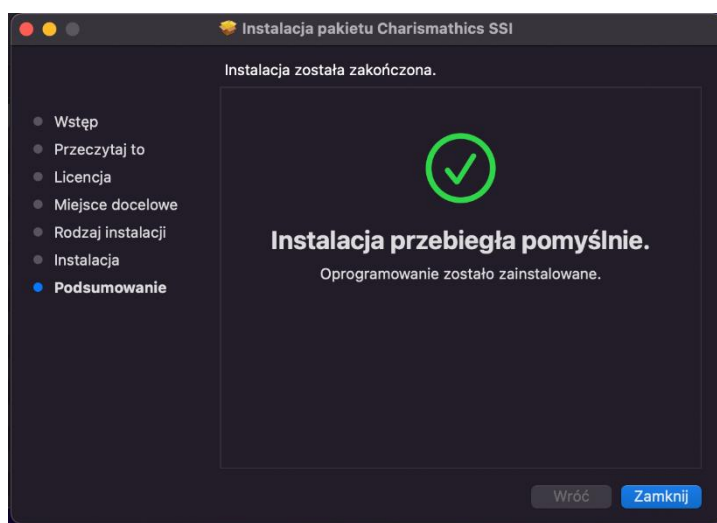 Instalacja pakietu Charismathics SSI
Instalacja została zakończona.
Wstęp
Przeczytaj to
Licencja
Miejsce docelowe
Rodzaj instalacji
Instalacja
Podsumowanie
Instalacja przebiegła pomyślnie.
Oprogramowanie zostało zainstalowane.
Wróć
Zamknij